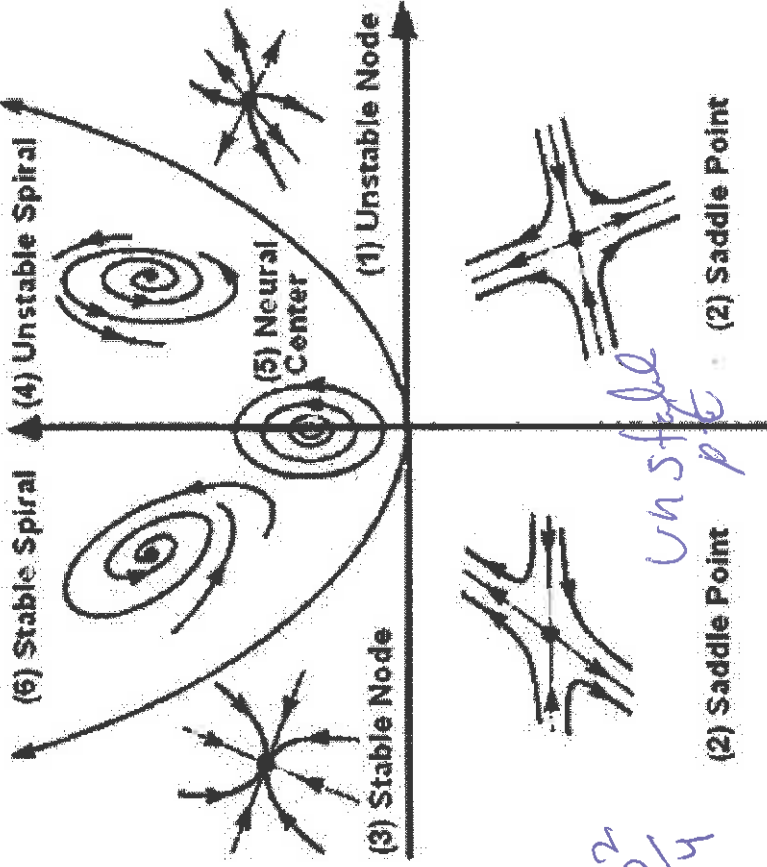 (6) Stable Spiral
(4) Unstable Spiral
(5) Neural
Center
(3) Stable Node
(1) Unstable Node
(2) Saddle Point
(2) Saddle Point
Unstable